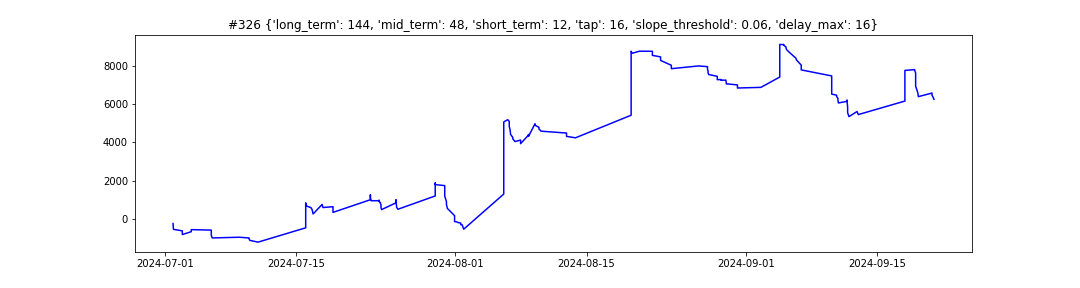 #326 {'long_term': 144, 'mid_term': 48, 'short_term': 12, 'tap': 16, 'slope_threshold': 0.06, 'delay_max': 16}
8000
6000
4000
2000
0
2024-07-01 2024-07-15 2024-08-01 2024-08-15 2024-09-01 2024-09-15